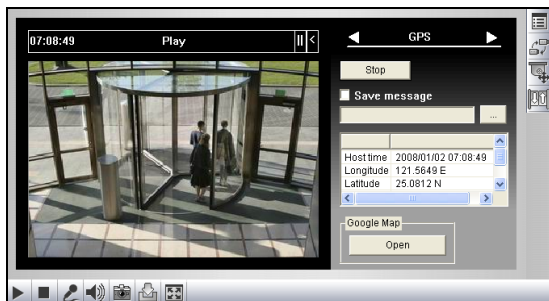 07:08:49 Play || <
GPS
Stop
Save message
...
Host time 2008/01/02 07:08:49
Longitude 121.5649 E
Latitude 25.0812 N
Google Map
Open